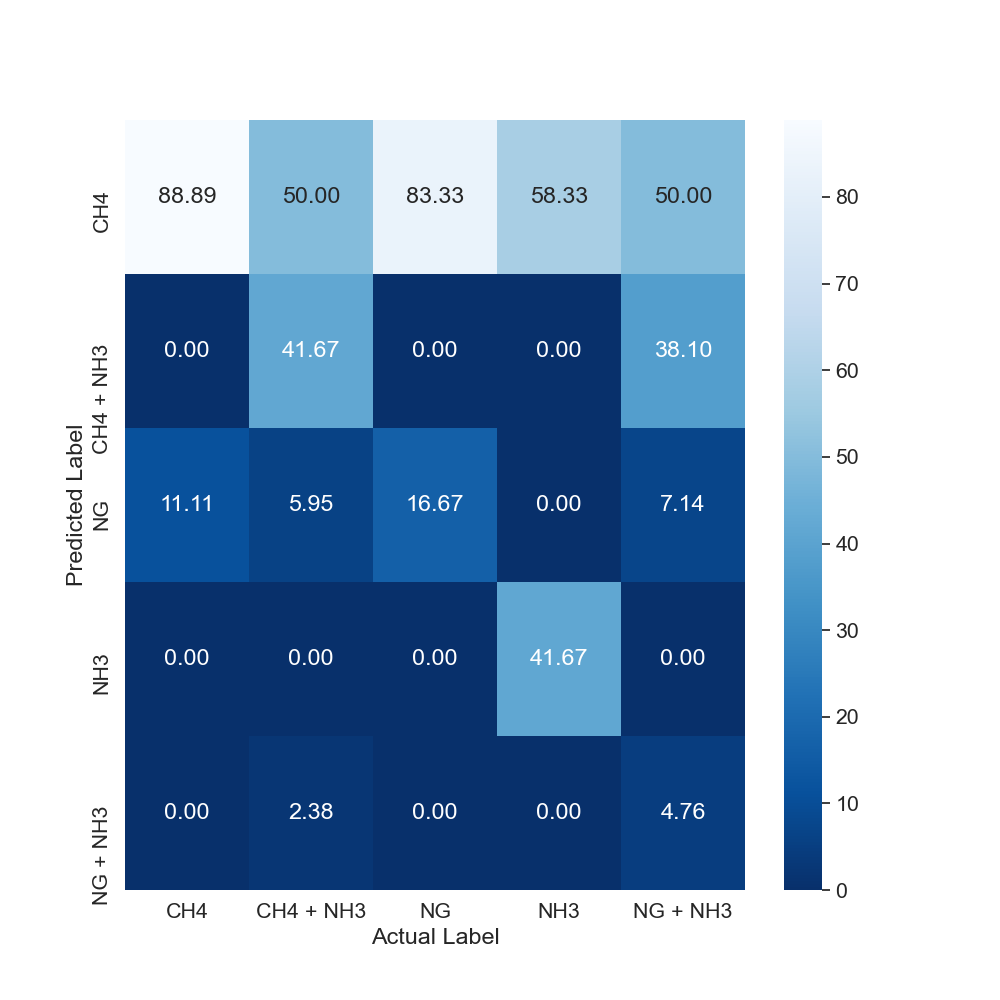 88.89 50.00 83.33 58.33 50.00
0.00 41.67 0.00 0.00 38.10
11.11 5.95 16.67 0.00 7.14
0.00 0.00 0.00 41.67 0.00
0.00 2.38 0.00 0.00 4.76
Predicted Label
CH4
CH4 + NH3
NG
NH3
NG + NH3
CH4 CH4 + NH3 NG NH3 NG + NH3
Actual Label
80
70
60
50
40
30
20
10
0